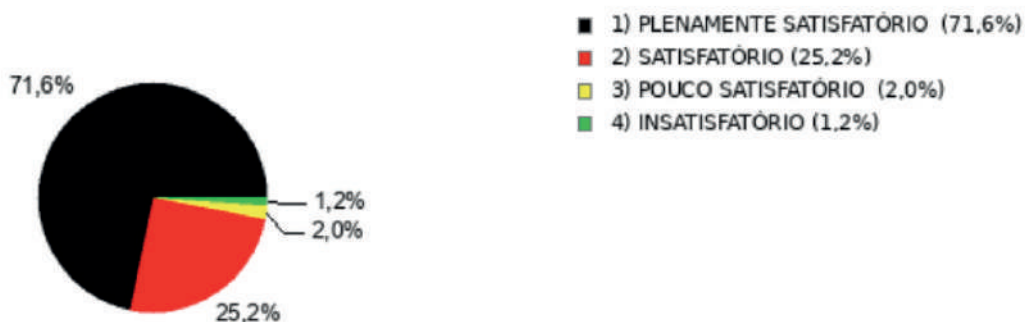 71,6%
1,2%
2,0%
25,2%
1) PLENAMENTE SATISFATÓRIO (71,6%)
2) SATISFATÓRIO (25,2%)
3) POUCO SATISFATÓRIO (2,0%)
4) INSATISFATÓRIO (1,2%)